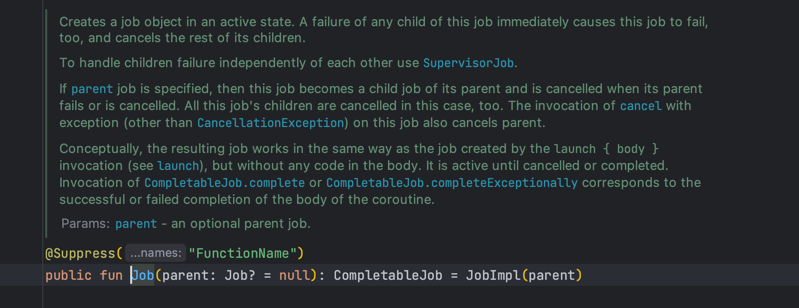 Creates a job object in an active state. A failure of any child of this job immediately causes this job to fail,
too, and cancels the rest of its children.
To handle children failure independently of each other use SupervisorJob.
If parent job is specified, then this job becomes a child job of its parent and is cancelled when its parent
fails or is cancelled. All this job's children are cancelled in this case, too. The invocation of cancel with
exception (other than CancellationException) on this job also cancels parent.
Conceptually, the resulting job works in the same way as the job created by the launch { body }
invocation (see launch), but without any code in the body. It is active until cancelled or completed.
Invocation of CompletableJob.complete or CompletableJob.completeExceptionally corresponds to the
successful or failed completion of the body of the coroutine.
Params: parent - an optional parent job.
@Suppress( ...names: "FunctionName")
public fun Job(parent: Job? = null): CompletableJob = JobImpl(parent)